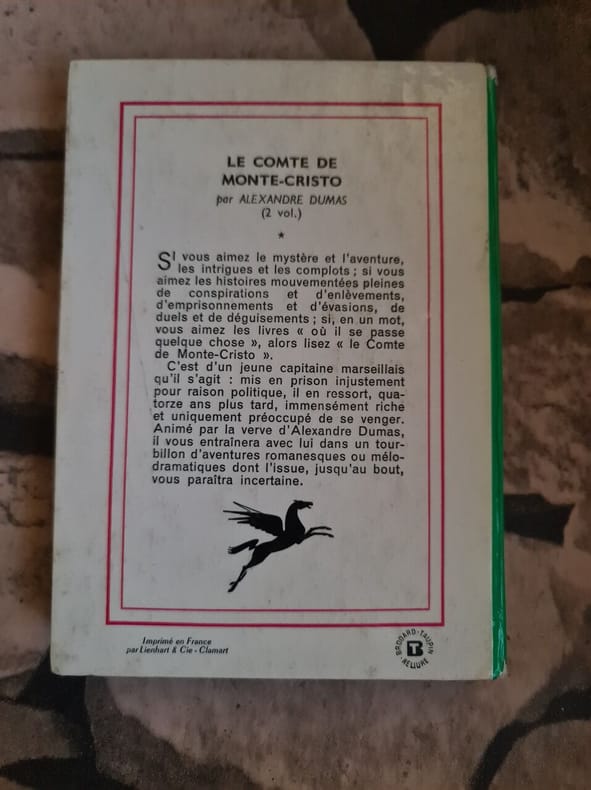 LE COMTE DE
MONTE-CRISTO
par ALEXANDRE DUMAS
(2 vol.)
★
Si vous aimez le mystère et l'aventure,
les intrigues et les complots ; si vous
aimez les histoires mouvementées pleines
de conspirations et d'enlèvements,
d'emprisonnements et d'évasions, de
duels et de déguisements ; si, en un mot,
vous aimez les livres « où il se passe
quelque chose », alors lisez « le Comte
de Monte-Cristo ».
C'est d'un jeune capitaine marseillais
qu'il s'agit : mis en prison injustement
pour raison politique, il en ressort, qua-
torze ans plus tard, immensément riche
et uniquement préoccupé de se venger.
Animé par la verve d'Alexandre Dumas,
il vous entraînera avec lui dans un tour-
billon d'aventures romanesques ou mélo-
dramatiques dont l'issue, jusqu'au bout,
vous paraîtra incertaine.
Imprimé en France
par Lienhart & Cie - Clamart
BRODARD-TAUPIN
RELIURE